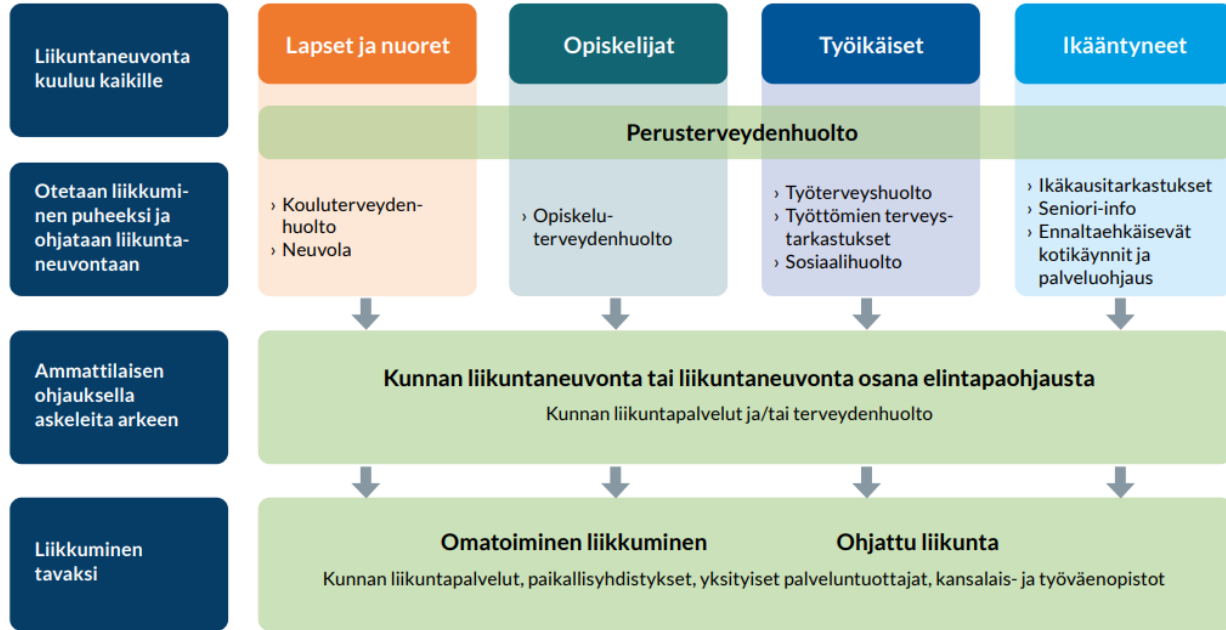 Liikuntaneuvonta
kuuluu kaikille
Lapset ja nuoret
Opiskelijat
Työikäiset
Ikääntyneet
Perusterveydenhuolto
Otetaan liikkumi-
nen puheeksi ja
ohjataan liikunta-
neuvontaan
› Kouluterveyden-
huolto
› Neuvola
› Opiskelu-
terveydenhuolto
› Työterveyshuolto
› Työttömien terveys-
tarkastukset
› Sosiaalihuolto
› Ikäkausitarkastukset
› Seniori-info
› Ennaltaehkäisevät
kotikäynnit ja
palveluohjaus
Ammattilaisen
ohjauksella
askeleita arkeen
Kunnan liikuntaneuvonta tai liikuntaneuvonta osana elintapaohjausta
Kunnan liikuntapalvelut ja/tai terveydenhuolto
Liikkuminen
tavaksi
Omatoiminen liikkuminen
Ohjattu liikunta
Kunnan liikuntapalvelut, paikallisyhdistykset, yksityiset palveluntuottajat, kansalais- ja työväenopistot